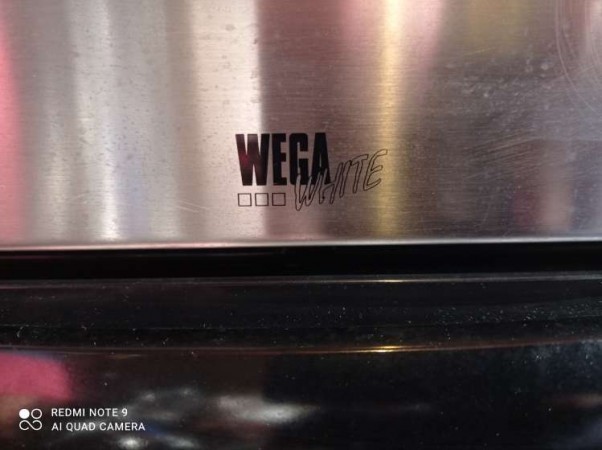 WEGA
WHITE
REDMI NOTE 9
AI QUAD CAMERA